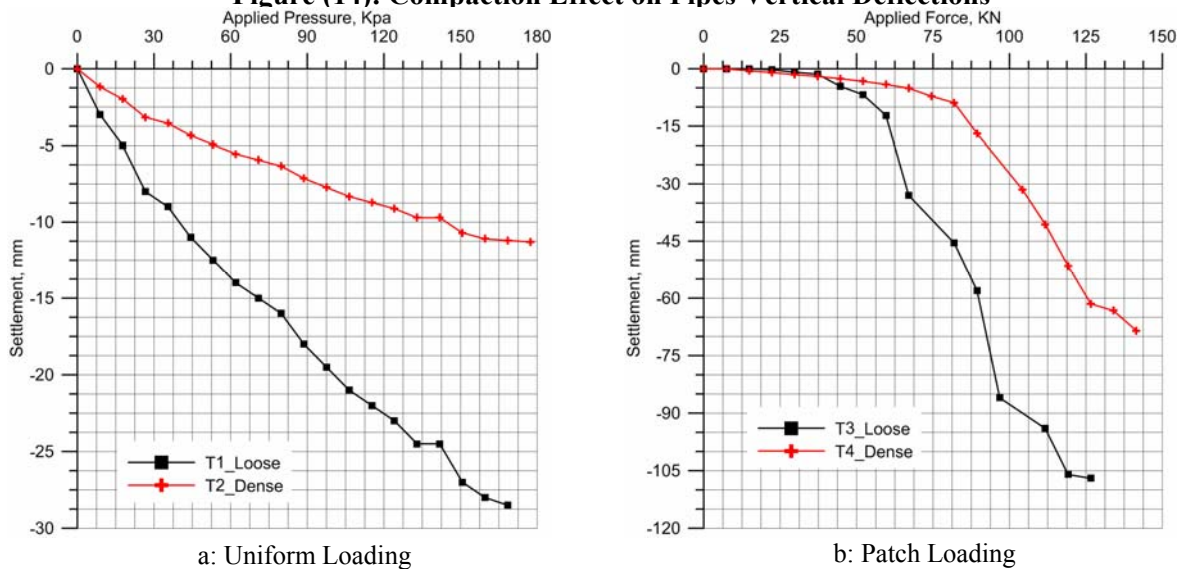 Figure (14): Compaction Effect on Pipes Vertical Deflections
Applied Pressure, Kpa
0 30 60 90 120 150 180
0
-5
-10
-15
-20
-25
-30
Settlement, mm
T1_Loose
T2_Dense
a: Uniform Loading
Applied Force, KN
0 25 50 75 100 125 150
0
-15
-30
-45
-60
-75
-90
-105
-120
Settlement, mm
T3_Loose
T4_Dense
b: Patch Loading